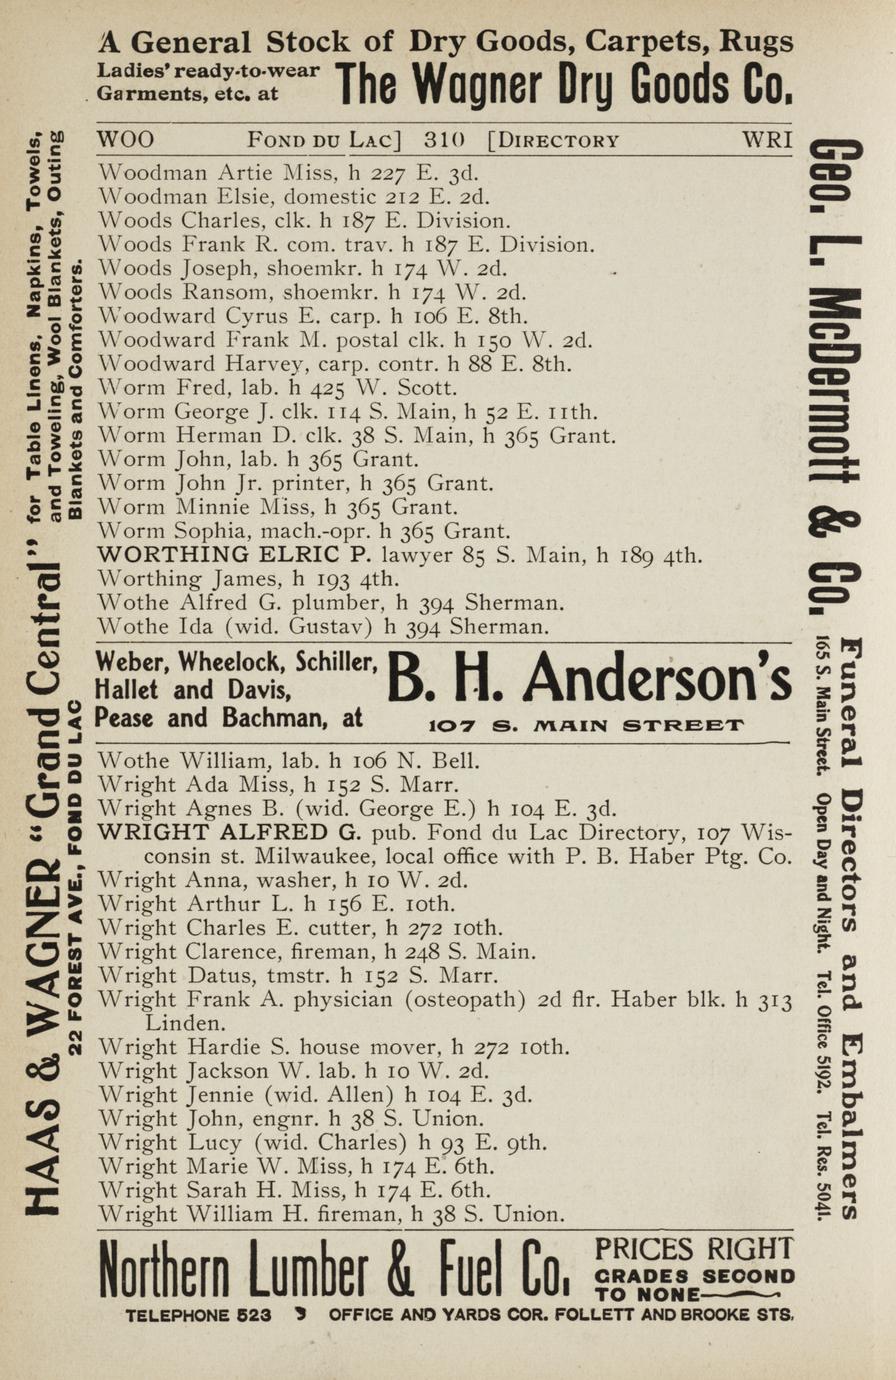 A General Stock of Dry Goods, Carpets, Rugs
Ladies' ready-to-wear
Garments, etc. at
The Wagner Dry Goods Co.
WOO FOND DU LAC] 310 [DIRECTORY WRI
Woodman Artie Miss, h 227 E. 3d.
Woodman Elsie, domestic 212 E. 2d.
Woods Charles, clk. h 187 E. Division.
Woods Frank R. com. trav. h 187 E. Division.
Woods Joseph, shoemkr. h 174 W. 2d.
Woods Ransom, shoemkr. h 174 W. 2d.
Woodward Cyrus E. carp. h 106 E. 8th.
Woodward Frank M. postal clk. h 150 W. 2d.
Woodward Harvey, carp. contr. h 88 E. 8th.
Worm Fred, lab. h 425 W. Scott.
Worm George J. clk. 114 S. Main, h 52 E. 11th.
Worm Herman D. clk. 38 S. Main, h 365 Grant.
Worm John, lab. h 365 Grant.
Worm John Jr. printer, h 365 Grant.
Worm Minnie Miss, h 365 Grant.
Worm Sophia, mach.-opr. h 365 Grant.
WORTHING ELRIC P. lawyer 85 S. Main, h 189 4th.
Worthing James, h 193 4th.
Wothe Alfred G. plumber, h 394 Sherman.
Wothe Ida (wid. Gustav) h 394 Sherman.
Weber, Wheelock, Schiller,
Hallet and Davis,
Pease and Bachman, at
B. H. Anderson's
107 S. MAIN STREET
Wothe William, lab. h 106 N. Bell.
Wright Ada Miss, h 152 S. Marr.
Wright Agnes B. (wid. George E.) h 104 E. 3d.
WRIGHT ALFRED G. pub. Fond du Lac Directory, 107 Wis-
consin st. Milwaukee, local office with P. B. Haber Ptg. Co.
Wright Anna, washer, h 10 W. 2d.
Wright Arthur L. h 156 E. 10th.
Wright Charles E. cutter, h 272 10th.
Wright Clarence, fireman, h 248 S. Main.
Wright Datus, tmstr. h 152 S. Marr.
Wright Frank A. physician (osteopath) 2d flr. Haber blk. h 313
Linden.
Wright Hardie S. house mover, h 272 10th.
Wright Jackson W. lab. h 10 W. 2d.
Wright Jennie (wid. Allen) h 104 E. 3d.
Wright John, engnr. h 38 S. Union.
Wright Lucy (wid. Charles) h 93 E. 9th.
Wright Marie W. Miss, h 174 E. 6th.
Wright Sarah H. Miss, h 174 E. 6th.
Wright William H. fireman, h 38 S. Union.
Northern Lumber & Fuel Co.
PRICES RIGHT
GRADES SECOND
TO NONE
TELEPHONE 523 OFFICE AND YARDS COR. FOLLETT AND BROOKE STS.
HAAS & WAGNER "Grand Central"
22 FOREST AVE., FOND DU LAC
for Table Linens, Napkins, Towels,
and Toweling, Wool Blankets, Outing
Blankets and Comforters.
Geo. L. McDermott & Co.
Funeral Directors and Embalmers
165 S. Main Street. Open Day and Night. Tel. Office 5192. Tel. Res. 5041.